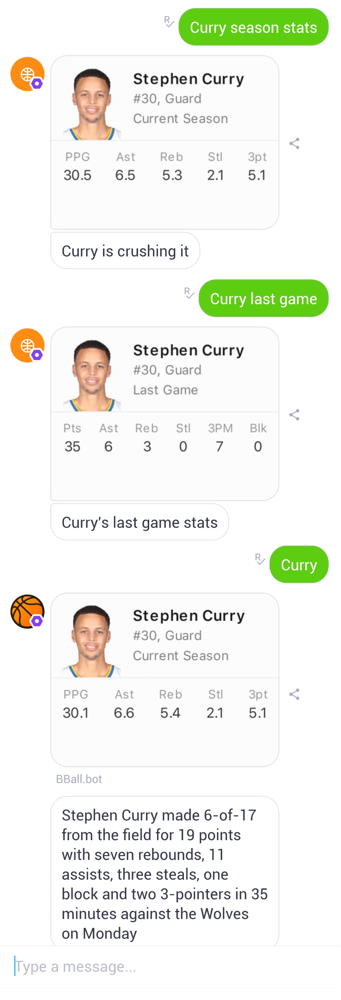 R
Curry season stats
Stephen Curry
#30, Guard
Current Season
PPG Ast Reb Stl 3pt
30.5 6.5 5.3 2.1 5.1
Curry is crushing it
R
Curry last game
Stephen Curry
#30, Guard
Last Game
Pts Ast Reb Stl 3PM Blk
35 6 3 0 7 0
Curry's last game stats
R
Curry
Stephen Curry
#30, Guard
Current Season
PPG Ast Reb Stl 3pt
30.1 6.6 5.4 2.1 5.1
BBall.bot
Stephen Curry made 6-of-17
from the field for 19 points
with seven rebounds, 11
assists, three steals, one
block and two 3-pointers in 35
minutes against the Wolves
on Monday
Type a message...